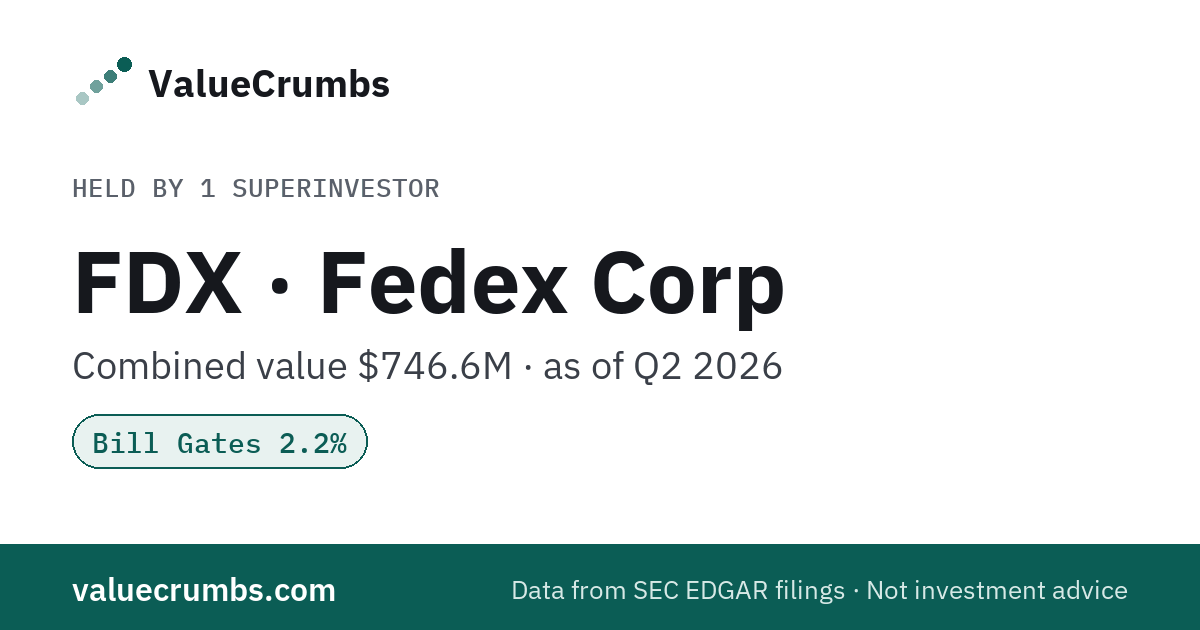 ValueCrumbs
HELD BY 1 SUPERINVESTOR
FDX · Fedex Corp
Combined value $746.6M · as of Q2 2026
Bill Gates 2.2%
valuecrumbs.com
Data from SEC EDGAR filings · Not investment advice